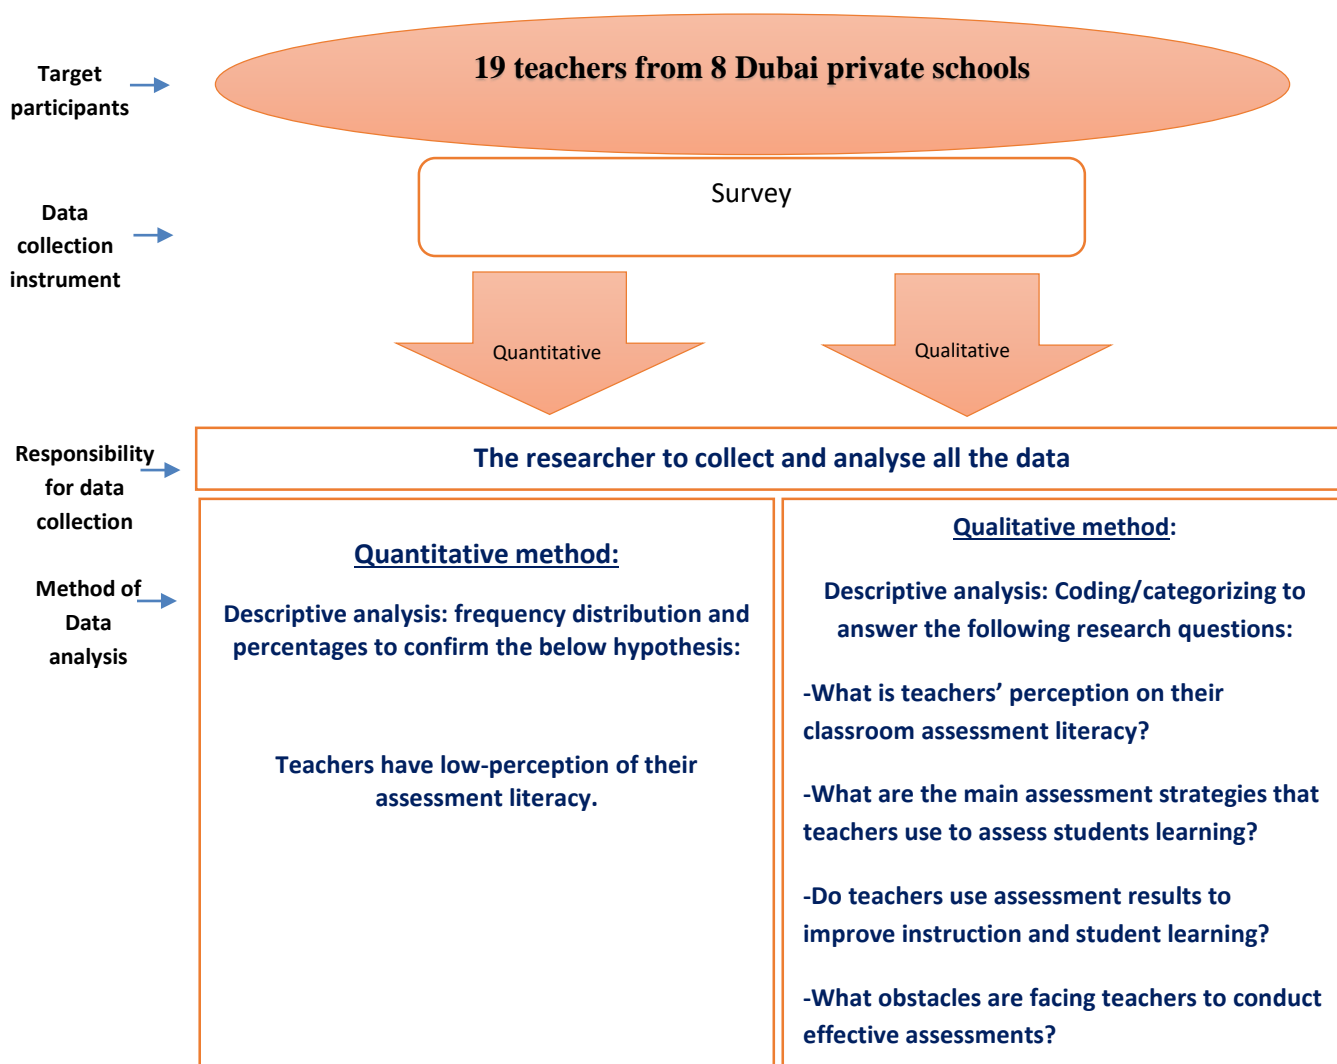 Target
participants
19 teachers from 8 Dubai private schools
Data
collection
instrument
Survey
Quantitative
Qualitative
Responsibility
for data
collection
The researcher to collect and analyse all the data
Method of
Data
analysis
Quantitative method:
Descriptive analysis: frequency distribution and
percentages to confirm the below hypothesis:
Teachers have low-perception of their
assessment literacy.
Qualitative method:
Descriptive analysis: Coding/categorizing to
answer the following research questions:
-What is teachers’ perception on their
classroom assessment literacy?
-What are the main assessment strategies that
teachers use to assess students learning?
-Do teachers use assessment results to
improve instruction and student learning?
-What obstacles are facing teachers to conduct
effective assessments?